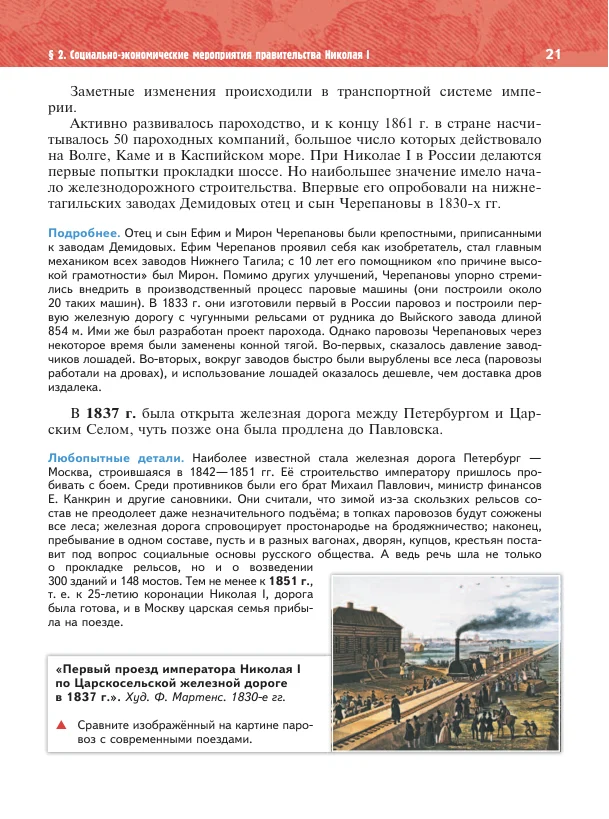 § 2. Социально-экономические мероприятия правительства Николая I 21
Заметные изменения происходили в транспортной системе импе-
рии.
Активно развивалось пароходство, и к концу 1861 г. в стране насчи-
тывалось 50 пароходных компаний, большое число которых действовало
на Волге, Каме и в Каспийском море. При Николае I в России делаются
первые попытки прокладки шоссе. Но наибольшее значение имело нача-
ло железнодорожного строительства. Впервые его опробовали на нижне-
тагильских заводах Демидовых отец и сын Черепановы в 1830-х гг.
Подробнее. Отец и сын Ефим и Мирон Черепановы были крепостными, приписанными
к заводам Демидовых. Ефим Черепанов проявил себя как изобретатель, стал главным
механиком всех заводов Нижнего Тагила; с 10 лет его помощником «по причине высо-
кой грамотности» был Мирон. Помимо других улучшений, Черепановы упорно стреми-
лись внедрить в производственный процесс паровые машины (они построили около
20 таких машин). В 1833 г. они изготовили первый в России паровоз и построили пер-
вую железную дорогу с чугунными рельсами от рудника до Выйского завода длиной
854 м. Ими же был разработан проект парохода. Однако паровозы Черепановых через
некоторое время были заменены конной тягой. Во-первых, сказалось давление завод-
чиков лошадей. Во-вторых, вокруг заводов быстро были вырублены все леса (паровозы
работали на дровах), и использование лошадей оказалось дешевле, чем доставка дров
издалека.
В 1837 г. была открыта железная дорога между Петербургом и Цар-
ским Селом, чуть позже она была продлена до Павловска.
Любопытные детали. Наиболее известной стала железная дорога Петербург —
Москва, строившаяся в 1842—1851 гг. Её строительство императору пришлось про-
бивать с боем. Среди противников были его брат Михаил Павлович, министр финансов
Е. Канкрин и другие сановники. Они считали, что зимой из-за скользких рельсов со-
став не преодолет даже незначительного подъёма; в топках паровозов будут сожжены
все леса; железная дорога спровоцирует простонародье на бродяжничество; наконец,
пребывание в одном составе, пусть и в разных вагонах, дворян, купцов, крестьян поста-
вит под вопрос социальные основы русского общества. А ведь речь шла не только
о прокладке рельсов, но и о возведении
300 зданий и 148 мостов. Тем не менее к 1851 г.,
т. е. к 25-летию коронации Николая I, дорога
была готова, и в Москву царская семья прибы-
ла на поезде.
«Первый проезд императора Николая I
по Царскосельской железной дороге
в 1837 г.». Худ. Ф. Мартенс. 1830-е гг.
▲ Сравните изображённый на картине паро-
воз с современными поездами.